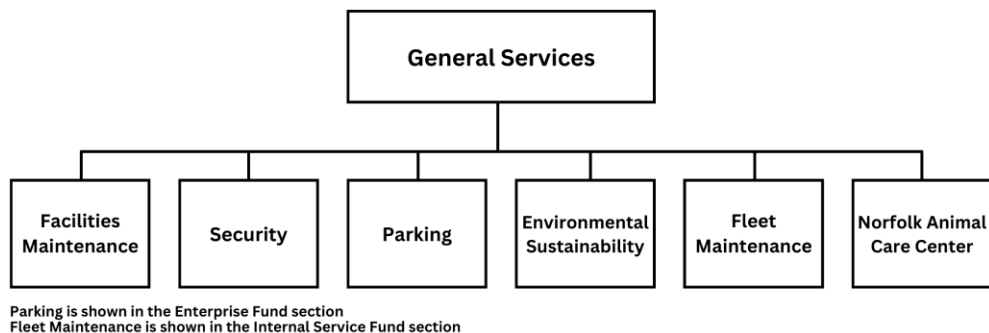 General Services
Facilities
Maintenance
Security
Parking
Environmental
Sustainability
Fleet
Maintenance
Norfolk Animal
Care Center
Parking is shown in the Enterprise Fund section
Fleet Maintenance is shown in the Internal Service Fund section